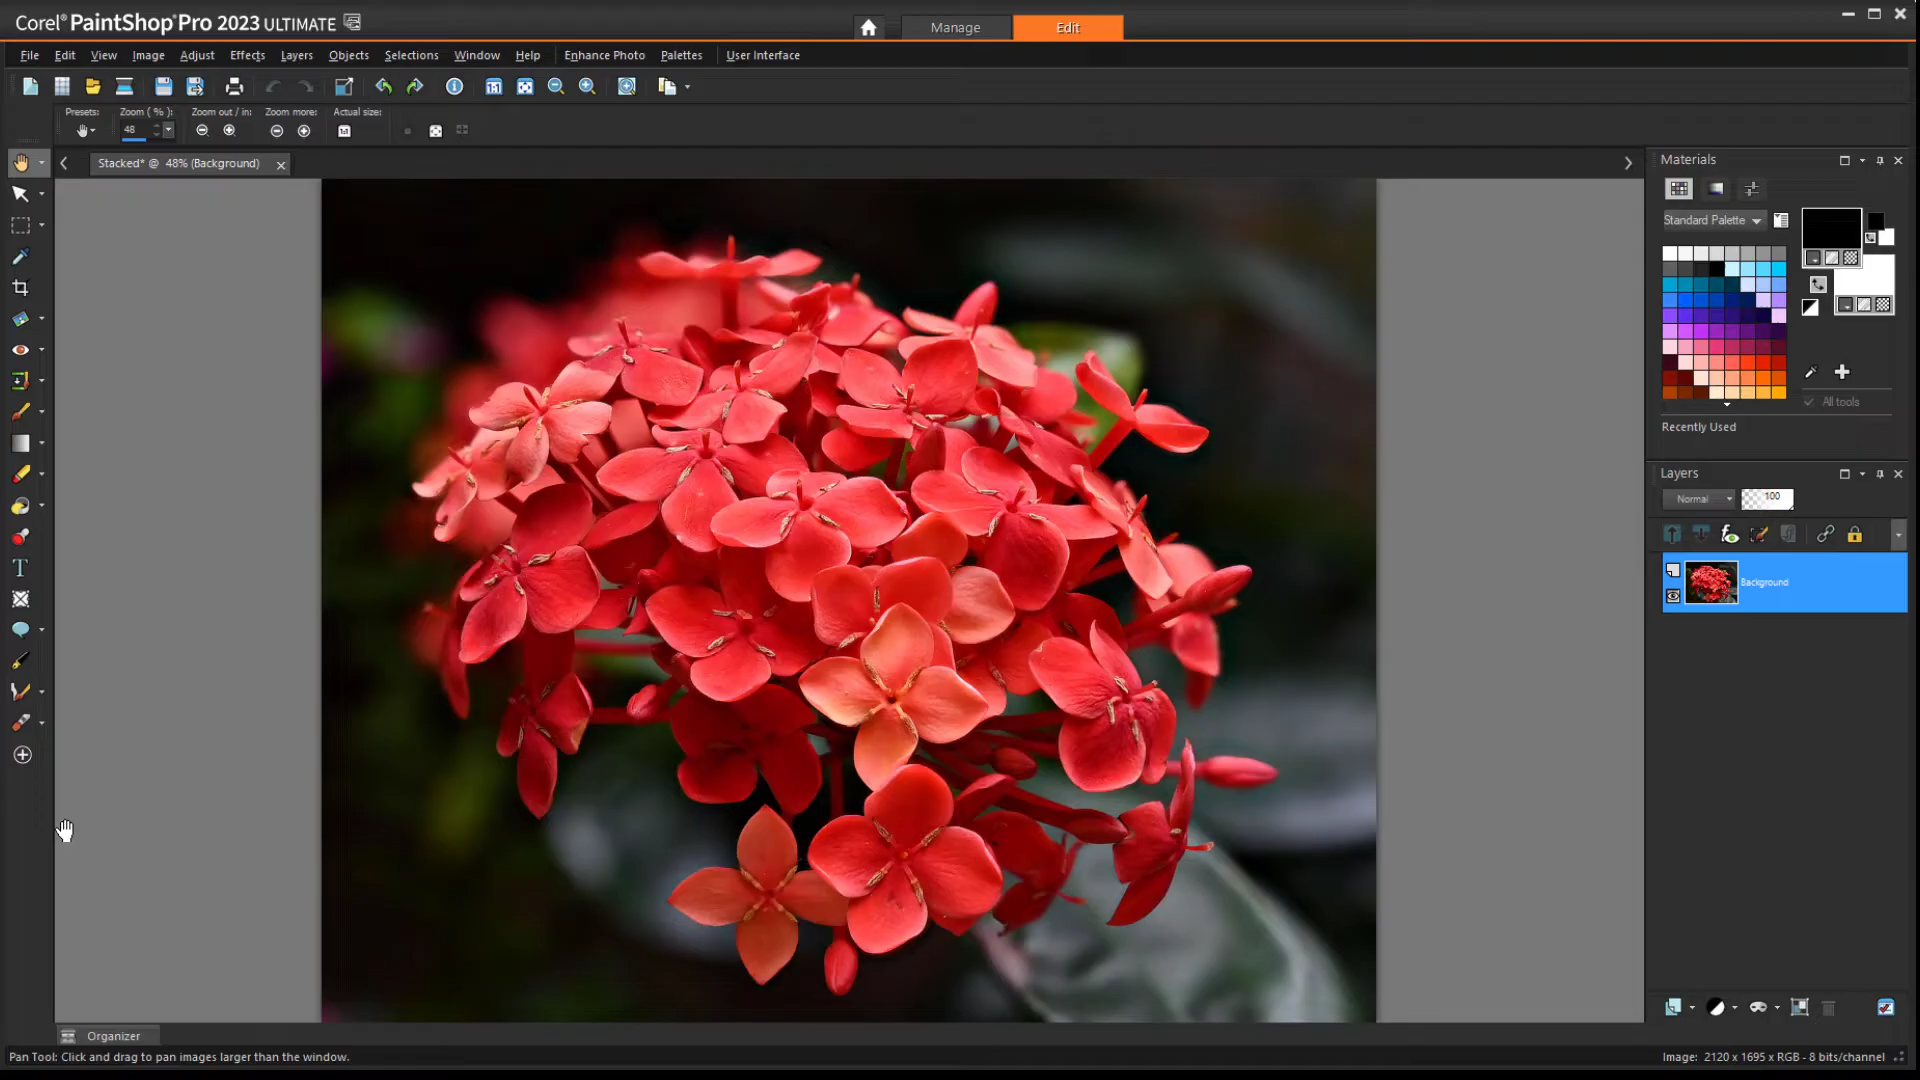 Corel® PaintShop®Pro 2023 ULTIMATE
Manage
Edit
File Edit View Image Adjust Effects Layers Objects Selections Window Help Enhance Photo Palettes User Interface
Presets: Zoom ( % ): Zoom out / in: Zoom more: Actual size:
48
Stacked* @ 48% (Background)
Materials
Standard Palette
All tools
Recently Used
Layers
Normal 100
Background
T
Organizer
Pan Tool: Click and drag to pan images larger than the window.
Image: 2120 x 1695 x RGB - 8 bits/channel